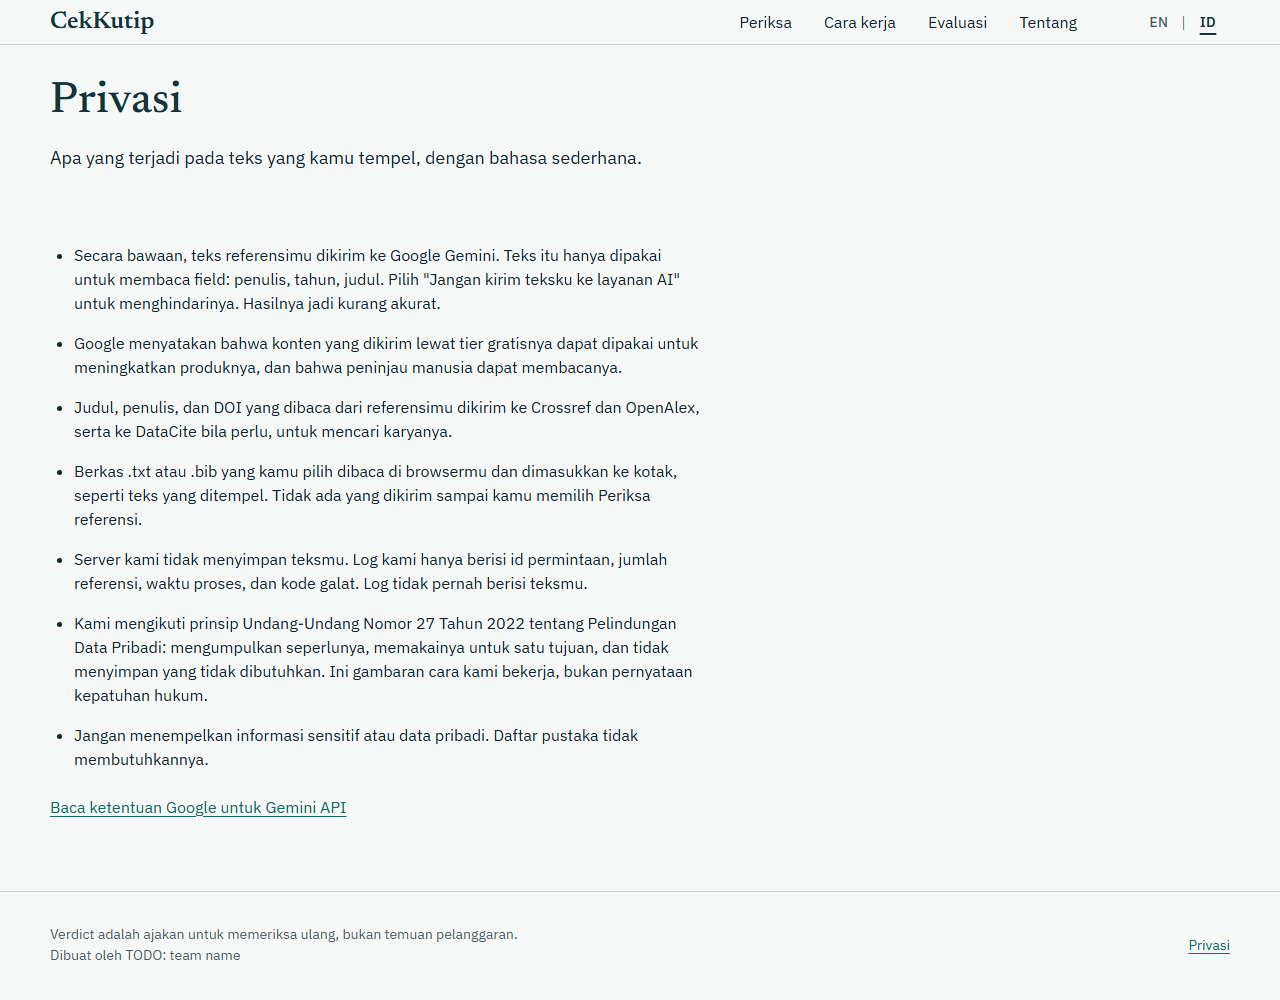 CekKutip
Periksa Cara kerja Evaluasi Tentang EN | ID
Privasi
Apa yang terjadi pada teks yang kamu tempel, dengan bahasa sederhana.
• Secara bawaan, teks referensimu dikirim ke Google Gemini. Teks itu hanya dipakai
untuk membaca field: penulis, tahun, judul. Pilih "Jangan kirim teksku ke layanan AI"
untuk menghindarinya. Hasilnya jadi kurang akurat.
• Google menyatakan bahwa konten yang dikirim lewat tier gratisnya dapat dipakai untuk
meningkatkan produknya, dan bahwa peninjau manusia dapat membacanya.
• Judul, penulis, dan DOI yang dibaca dari referensimu dikirim ke Crossref dan OpenAlex,
serta ke DataCite bila perlu, untuk mencari karyanya.
• Berkas .txt atau .bib yang kamu pilih dibaca di browsermu dan dimasukkan ke kotak,
seperti teks yang ditempel. Tidak ada yang dikirim sampai kamu memilih Periksa
referensi.
• Server kami tidak menyimpan teksmu. Log kami hanya berisi id permintaan, jumlah
referensi, waktu proses, dan kode galat. Log tidak pernah berisi teksmu.
• Kami mengikuti prinsip Undang-Undang Nomor 27 Tahun 2022 tentang Pelindungan
Data Pribadi: mengumpulkan seperlunya, memakainya untuk satu tujuan, dan tidak
menyimpan yang tidak dibutuhkan. Ini gambaran cara kami bekerja, bukan pernyataan
kepatuhan hukum.
• Jangan menempelkan informasi sensitif atau data pribadi. Daftar pustaka tidak
membutuhkannya.
Baca ketentuan Google untuk Gemini API
Verdict adalah ajakan untuk memeriksa ulang, bukan temuan pelanggaran.
Dibuat oleh TODO: team name
Privasi